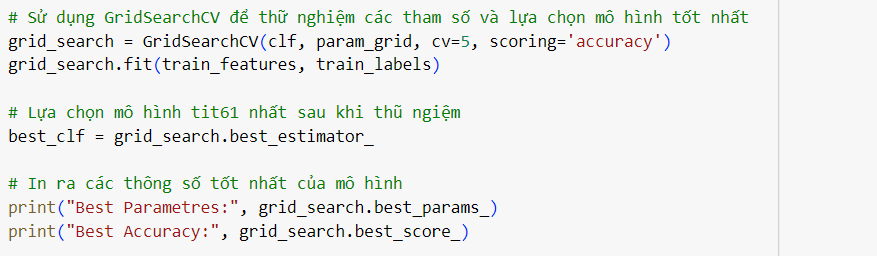 # Sử dụng GridSearchCV để thữ nghiệm các tham số và lựa chọn mô hình tốt nhất
grid_search = GridSearchCV(clf, param_grid, cv=5, scoring='accuracy')
grid_search.fit(train_features, train_labels)
# Lựa chọn mô hình tit61 nhất sau khi thũ ngiệm
best_clf = grid_search.best_estimator_
# In ra các thông số tốt nhất của mô hình
print("Best Parametres:", grid_search.best_params_)
print("Best Accuracy:", grid_search.best_score_)